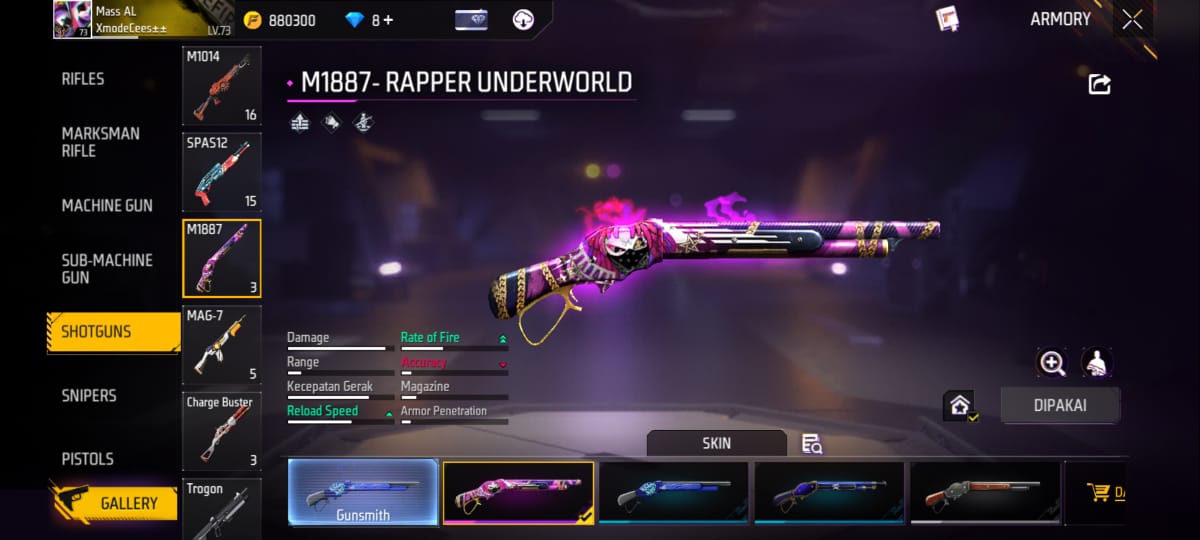 Mass AL
XmodeCees±±
LV.73
73
880300
8 +
ARMORY
RIFLES
MARKSMAN
RIFLE
MACHINE GUN
SUB-MACHINE
GUN
SHOTGUNS
SNIPERS
PISTOLS
GALLERY
M1014
16
SPAS12
15
M1887
3
MAG-7
5
Charge Buster
3
Trogon
M1887- RAPPER UNDERWORLD
Damage
Rate of Fire
Range
Accuracy
Kecepatan Gerak
Magazine
Reload Speed
Armor Penetration
DIPAKAI
SKIN
Gunsmith